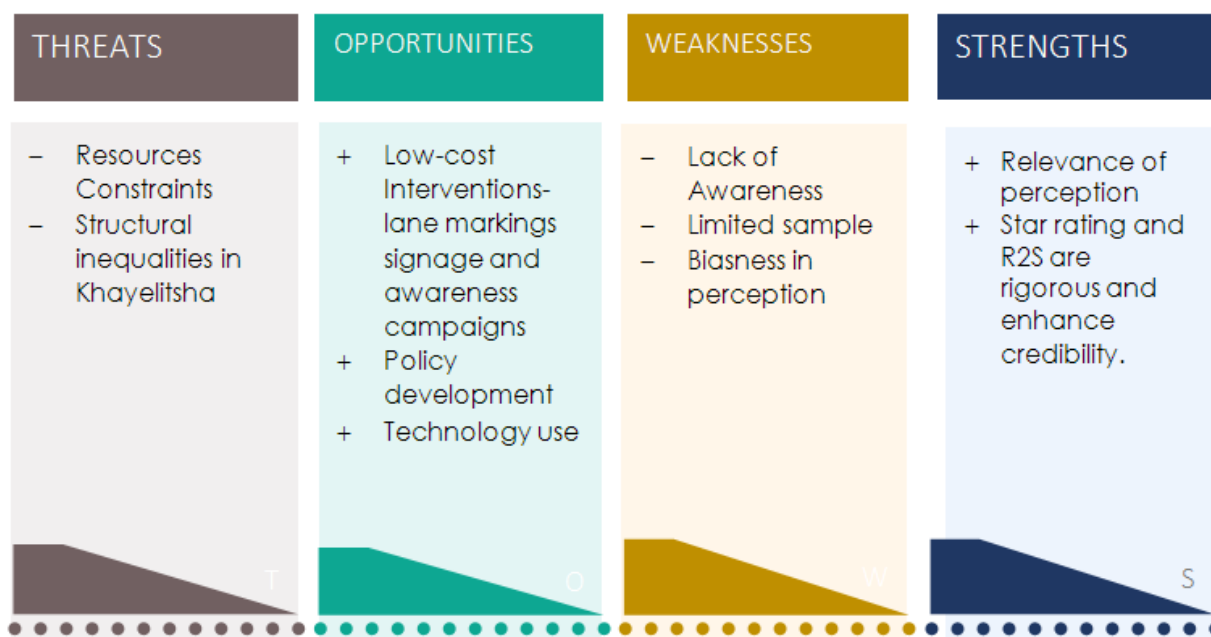 THREATS
– Resources
Constraints
– Structural
inequalities in
Khayelitsha
T
OPPORTUNITIES
+ Low-cost
Interventions-
lane markings
signage and
awareness
campaigns
+ Policy
development
+ Technology use
O
WEAKNESSES
– Lack of
Awareness
– Limited sample
– Biasness in
perception
W
STRENGTHS
+ Relevance of
perception
+ Star rating and
R2S are
rigorous and
enhance
credibility.
S